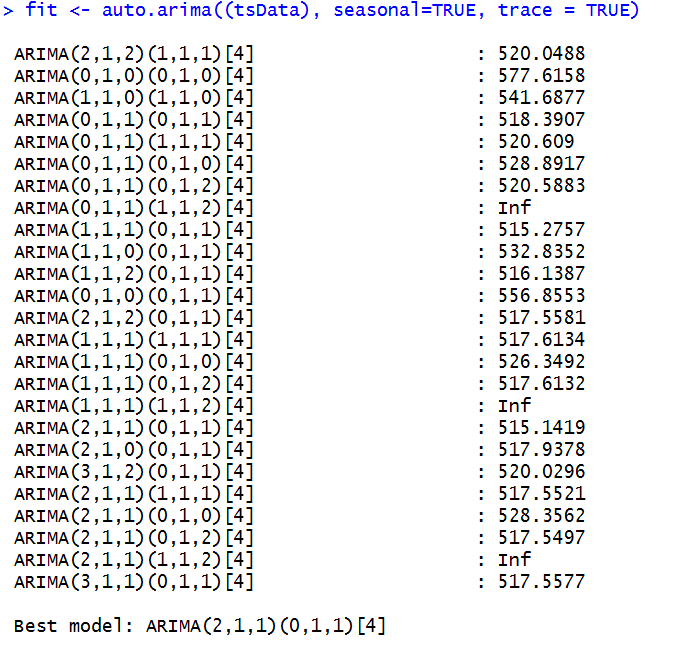 > fit <- auto.arima((tsData), seasonal=TRUE, trace = TRUE)
ARIMA(2,1,2)(1,1,1)[4] : 520.0488
ARIMA(0,1,0)(0,1,0)[4] : 577.6158
ARIMA(1,1,0)(1,1,0)[4] : 541.6877
ARIMA(0,1,1)(0,1,1)[4] : 518.3907
ARIMA(0,1,1)(1,1,1)[4] : 520.609
ARIMA(0,1,1)(0,1,0)[4] : 528.8917
ARIMA(0,1,1)(0,1,2)[4] : 520.5883
ARIMA(0,1,1)(1,1,2)[4] : Inf
ARIMA(1,1,1)(0,1,1)[4] : 515.2757
ARIMA(1,1,0)(0,1,1)[4] : 532.8352
ARIMA(1,1,2)(0,1,1)[4] : 516.1387
ARIMA(0,1,0)(0,1,1)[4] : 556.8553
ARIMA(2,1,2)(0,1,1)[4] : 517.5581
ARIMA(1,1,1)(1,1,1)[4] : 517.6134
ARIMA(1,1,1)(0,1,0)[4] : 526.3492
ARIMA(1,1,1)(0,1,2)[4] : 517.6132
ARIMA(1,1,1)(1,1,2)[4] : Inf
ARIMA(2,1,1)(0,1,1)[4] : 515.1419
ARIMA(2,1,0)(0,1,1)[4] : 517.9378
ARIMA(3,1,2)(0,1,1)[4] : 520.0296
ARIMA(2,1,1)(1,1,1)[4] : 517.5521
ARIMA(2,1,1)(0,1,0)[4] : 528.3562
ARIMA(2,1,1)(0,1,2)[4] : 517.5497
ARIMA(2,1,1)(1,1,2)[4] : Inf
ARIMA(3,1,1)(0,1,1)[4] : 517.5577
Best model: ARIMA(2,1,1)(0,1,1)[4]